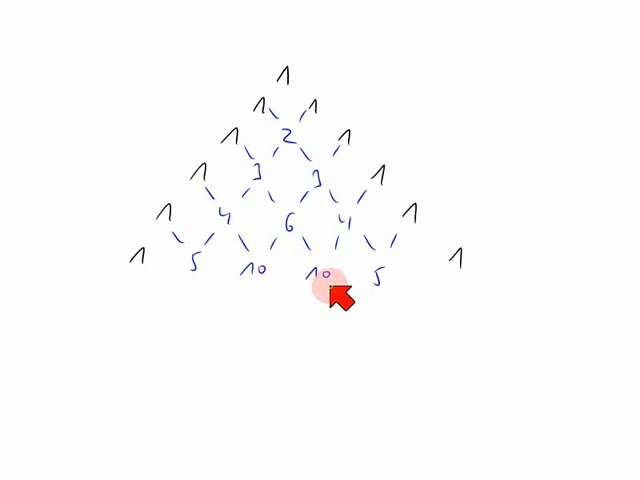 1
1 1
1 2 1
1 3 3 1
1 4 6 4 1
1 5 10 10 5 1